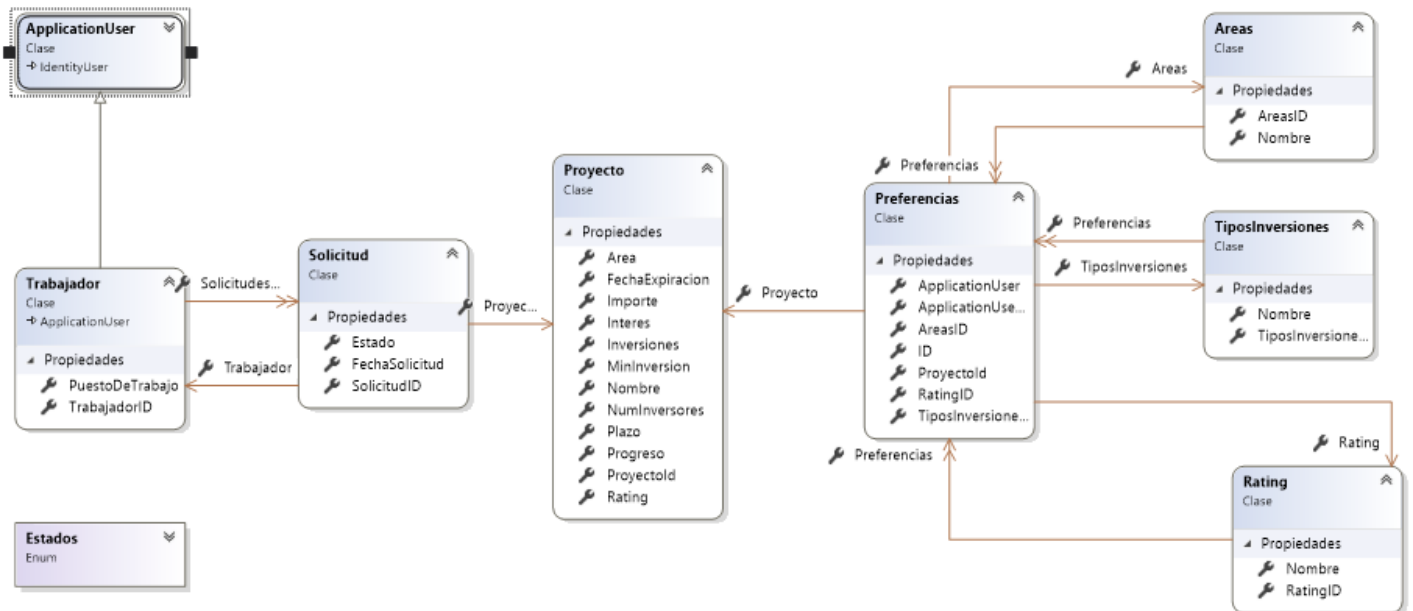 ApplicationUser
Clase
IdentityUser
Trabajador
Clase
ApplicationUser
Propiedades
PuestoDeTrabajo
TrabajadorID
Estados
Enum
Solicitudes...
Trabajador
Solicitud
Clase
Propiedades
Estado
FechaSolicitud
SolicitudID
Proyec...
Proyecto
Clase
Propiedades
Area
FechaExpiracion
Importe
Interes
Inversiones
MinInversion
Nombre
NumInversores
Plazo
Progreso
ProyectoId
Rating
Proyecto
Preferencias
Areas
Preferencias
Clase
Propiedades
ApplicationUser
ApplicationUse...
AreasID
ID
ProyectoId
RatingID
TiposInversione...
Preferencias
Preferencias
TiposInversiones
Areas
Clase
Propiedades
AreasID
Nombre
TiposInversiones
Clase
Propiedades
Nombre
TiposInversione...
Rating
Rating
Clase
Propiedades
Nombre
RatingID